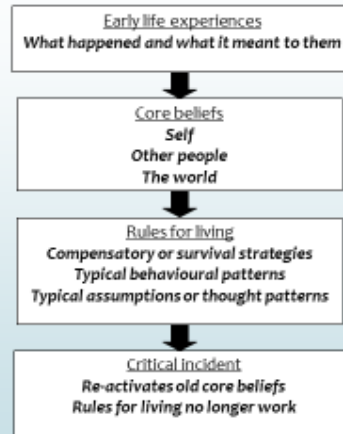 Early life experiences
What happened and what it meant to them
Core beliefs
Self
Other people
The world
Rules for living
Compensatory or survival strategies
Typical behavioural patterns
Typical assumptions or thought patterns
Critical incident
Re-activates old core beliefs
Rules for living no longer work